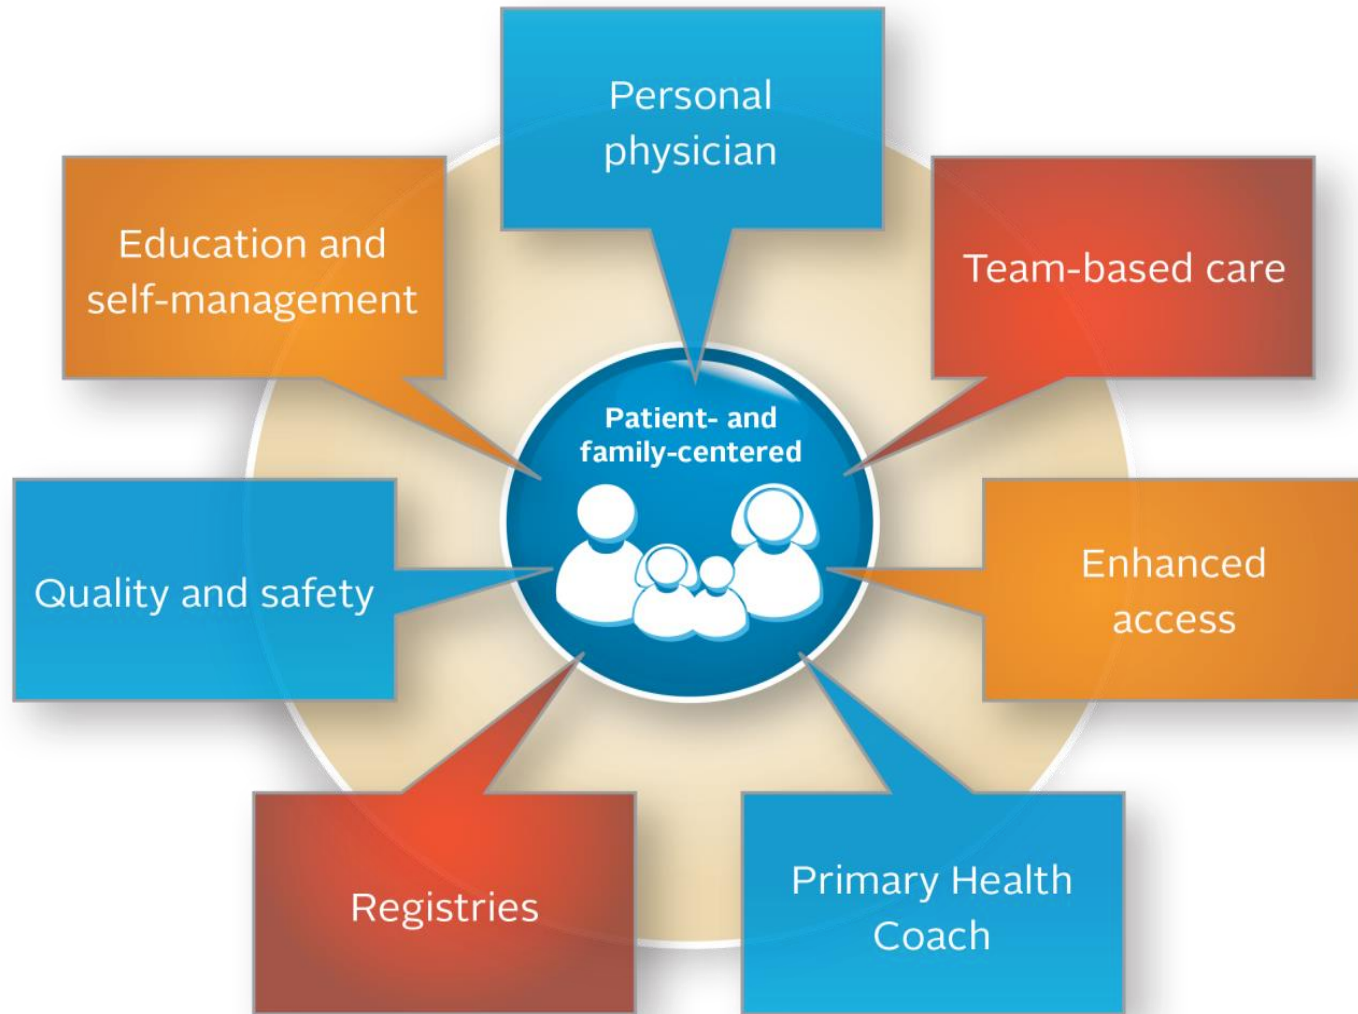 Personal
physician
Education and
self-management
Team-based care
Patient- and
family-centered
Quality and safety
Enhanced
access
Registries
Primary Health
Coach